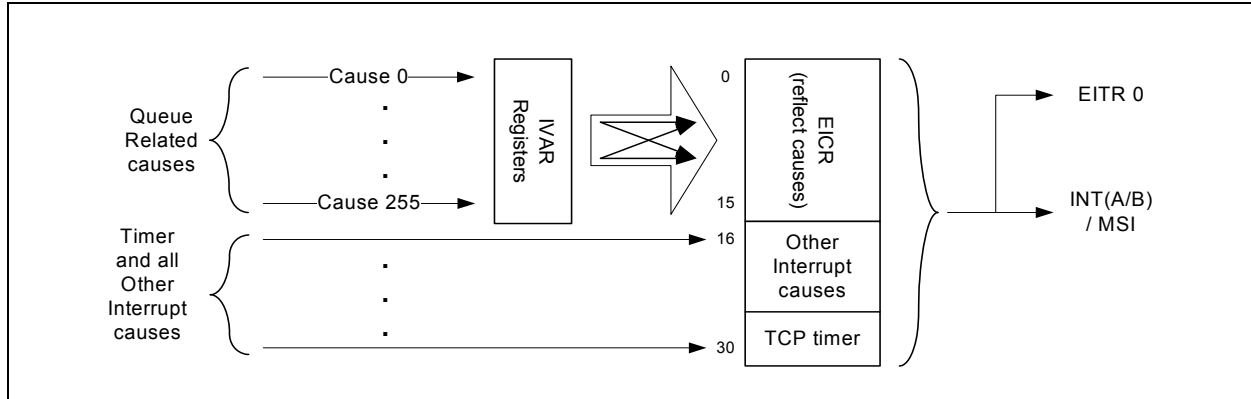 Queue
Related
causes
Cause 0
Cause 255
IVAR
Registers
0
15
16
30
EICR
(reflect causes)
Other
Interrupt
causes
TCP timer
EITR 0
INT(A/B)
/ MSI
Timer
and all
Other
Interrupt
causes